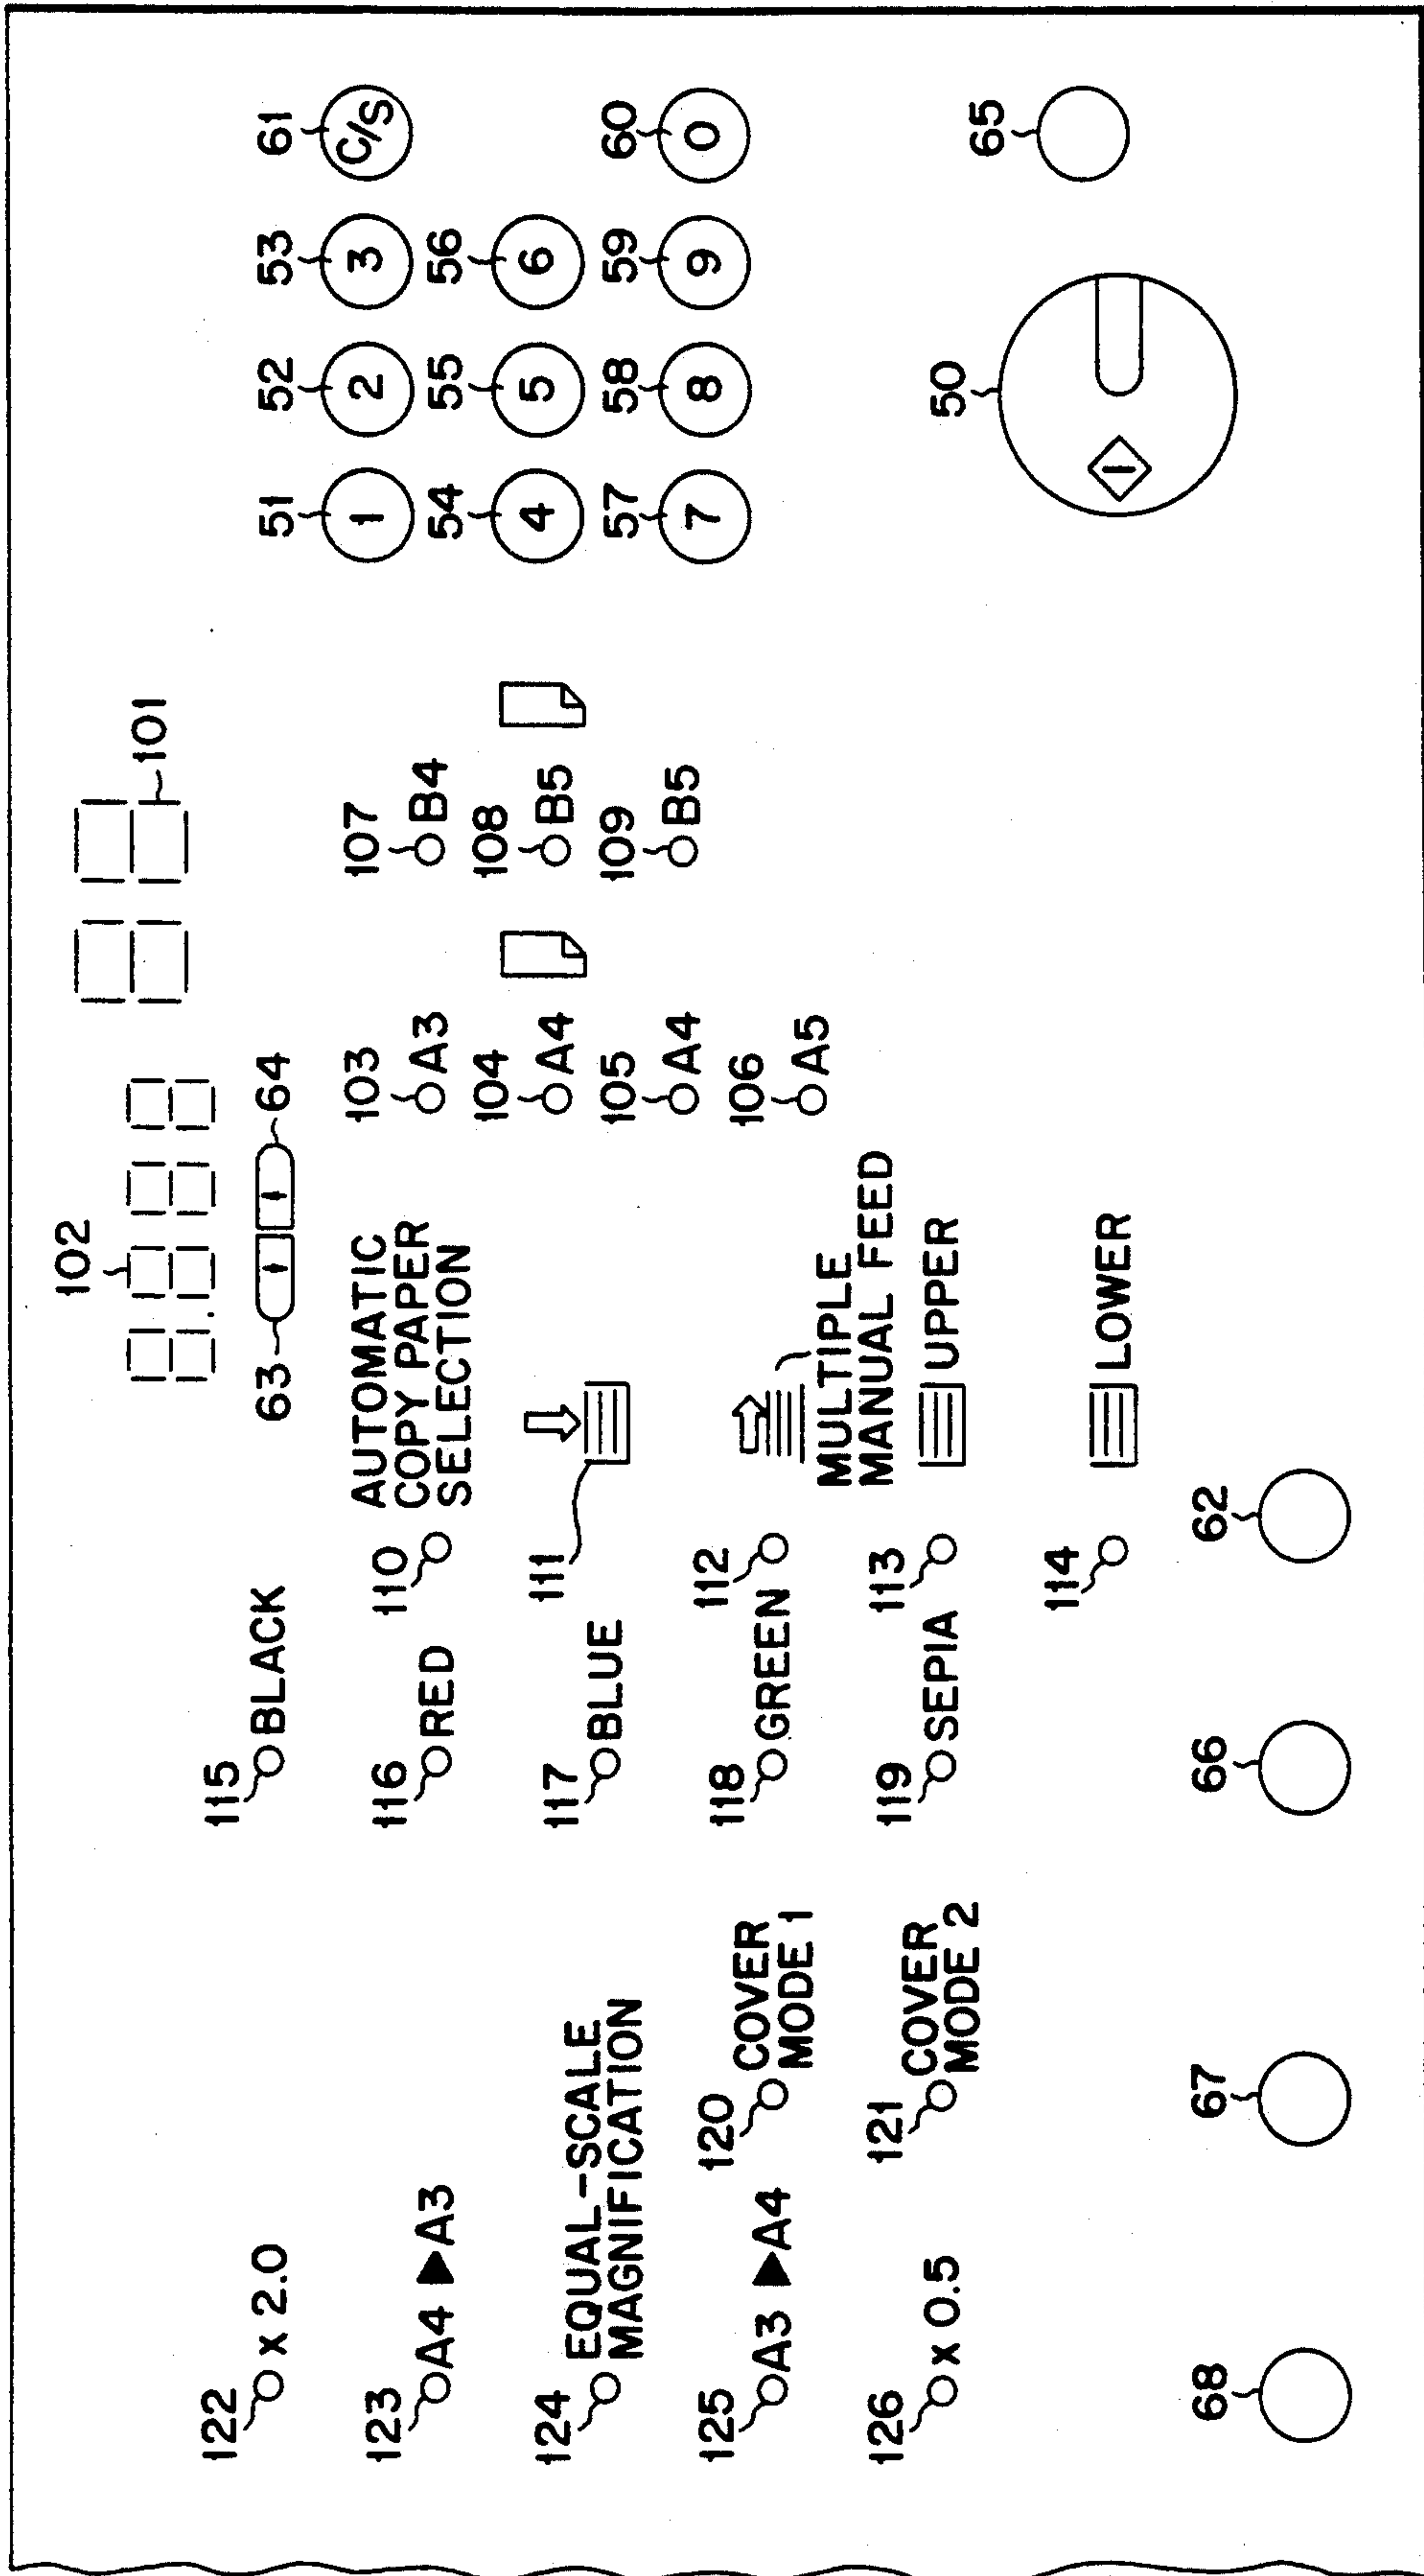 122
x 2.0
123
A4 ▶A3
124
EQUAL-SCALE
MAGNIFICATION
125
A3 ▶A4
126
x 0.5
68
120
COVER
MODE 1
121
COVER
MODE 2
67
115
BLACK
116
RED
117
BLUE
118
GREEN
119
SEPIA
66
102
63
64
110
AUTOMATIC
COPY PAPER
SELECTION
111
112
MULTIPLE
MANUAL FEED
113
UPPER
114
LOWER
62
101
103
A3
104
A4
105
A4
106
A5
107
B4
108
B5
109
B5
51
52
53
61
1
2
3
C/S
54
55
56
4
5
6
57
58
59
60
7
8
9
0
50
65